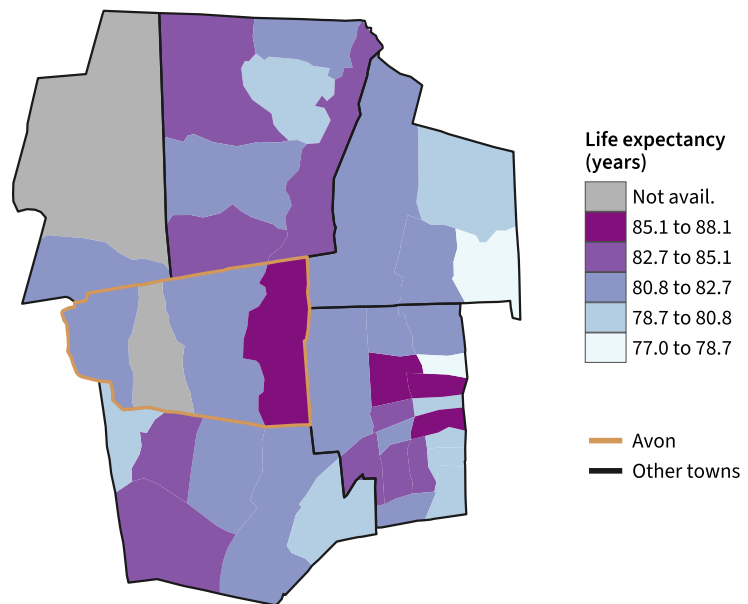 Life expectancy
(years)
Not avail.
85.1 to 88.1
82.7 to 85.1
80.8 to 82.7
78.7 to 80.8
77.0 to 78.7
Avon
Other towns